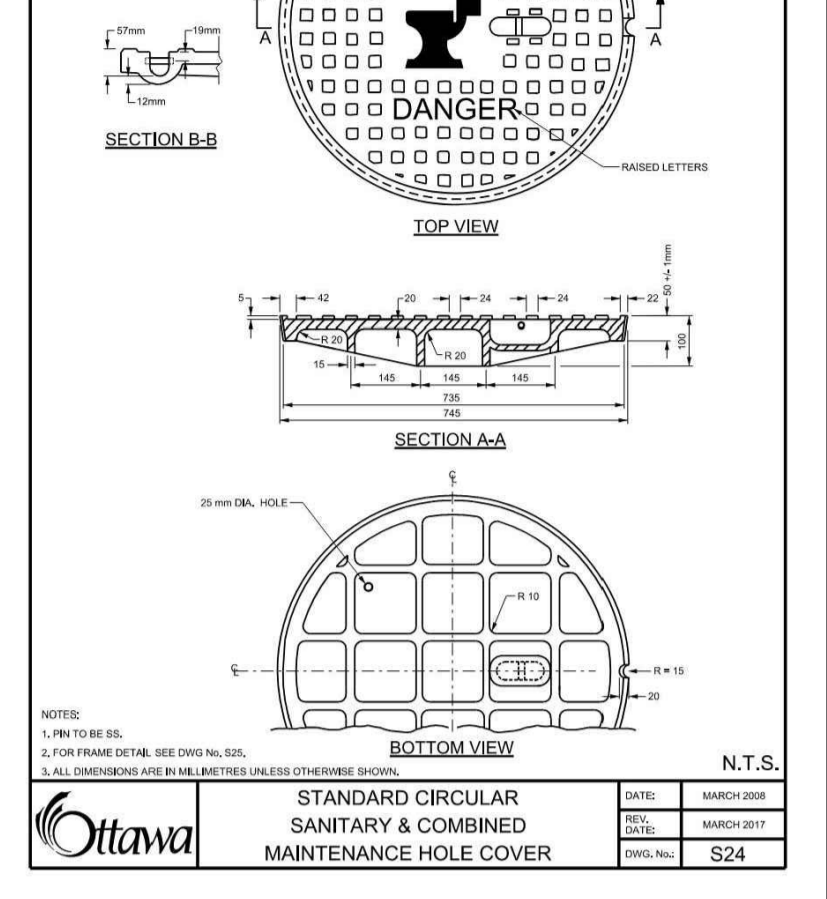 A
A
57mm
19mm
12mm
SECTION B-B
DANGER
RAISED LETTERS
TOP VIEW
5
42
20
24
24
22
50 +/- 1mm
100
R 20
R 20
15
145
145
145
735
745
SECTION A-A
℄
25 mm DIA. HOLE
R 10
℄
R = 15
20
BOTTOM VIEW
NOTES:
1. PIN TO BE SS.
2. FOR FRAME DETAIL SEE DWG No. S25.
3. ALL DIMENSIONS ARE IN MILLIMETRES UNLESS OTHERWISE SHOWN.
N.T.S.
Ottawa
STANDARD CIRCULAR
SANITARY & COMBINED
MAINTENANCE HOLE COVER
DATE: MARCH 2008
REV.
DATE: MARCH 2017
DWG. No.: S24